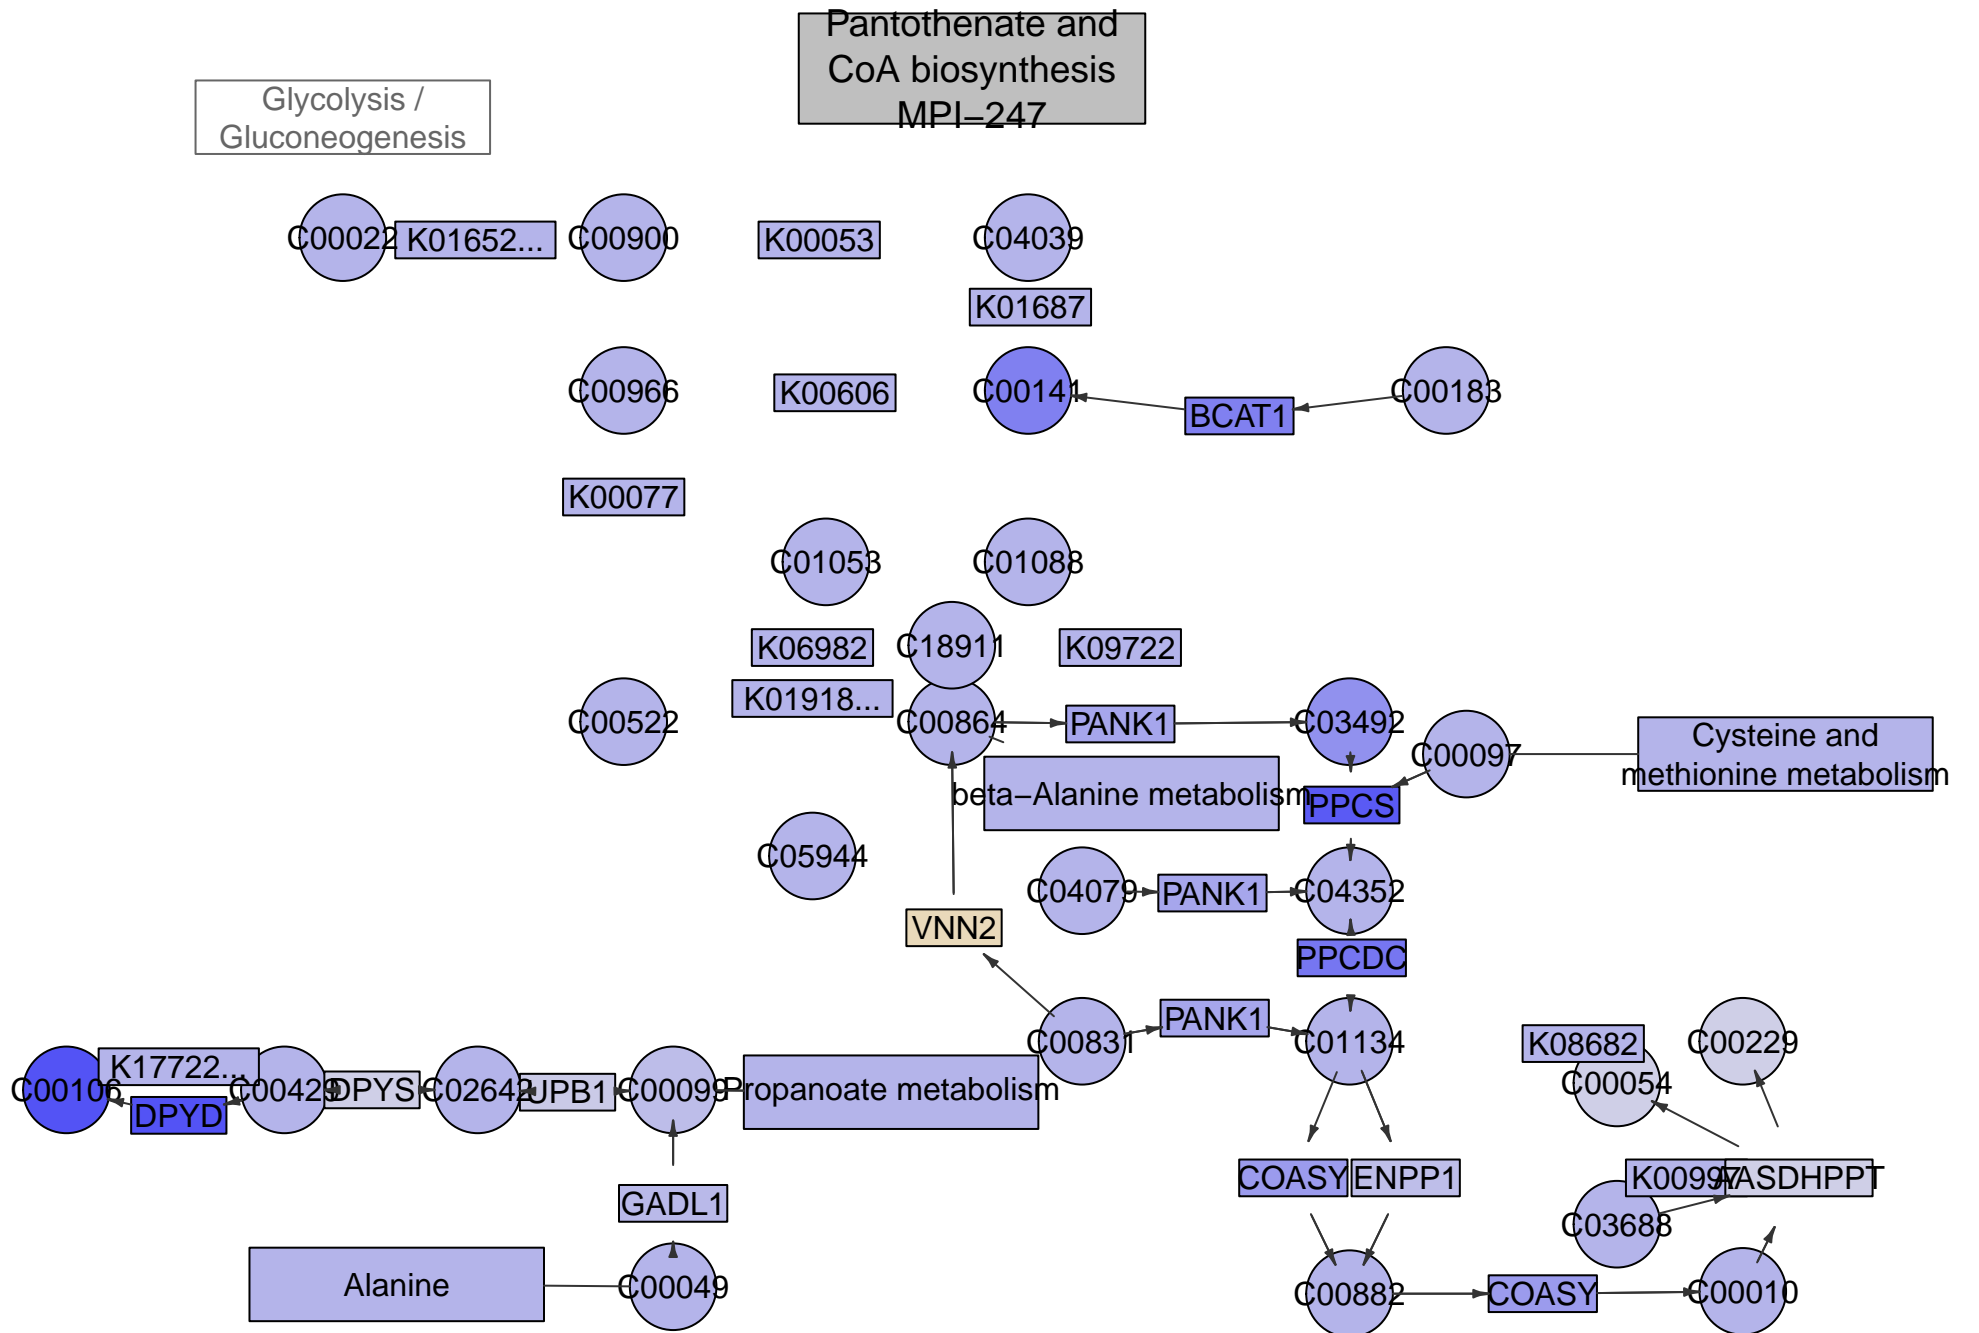 Pantothenate and
CoA biosynthesis
MPI−247
Glycolysis /
Gluconeogenesis
C00022
K01652...
C00900
K00053
C04039
K01687
C00966
K00606
C00141
BCAT1
C00183
K00077
C01053
C01088
K06982
C18911
K09722
K01918...
C00522
C00864
PANK1
C03492
C00097
Cysteine and
methionine metabolism
beta−Alanine metabolism
PPCS
C05944
C04079
PANK1
C04352
VNN2
PPCDC
C00831
PANK1
C01134
K08682
C00229
C00054
C00106
K17722...
DPYD
C00429
DPYS
C02642
UPB1
C00099
Propanoate metabolism
COASY
ENPP1
K00997
AASDHPPT
GADL1
C03688
Alanine
C00049
C00882
COASY
C00010